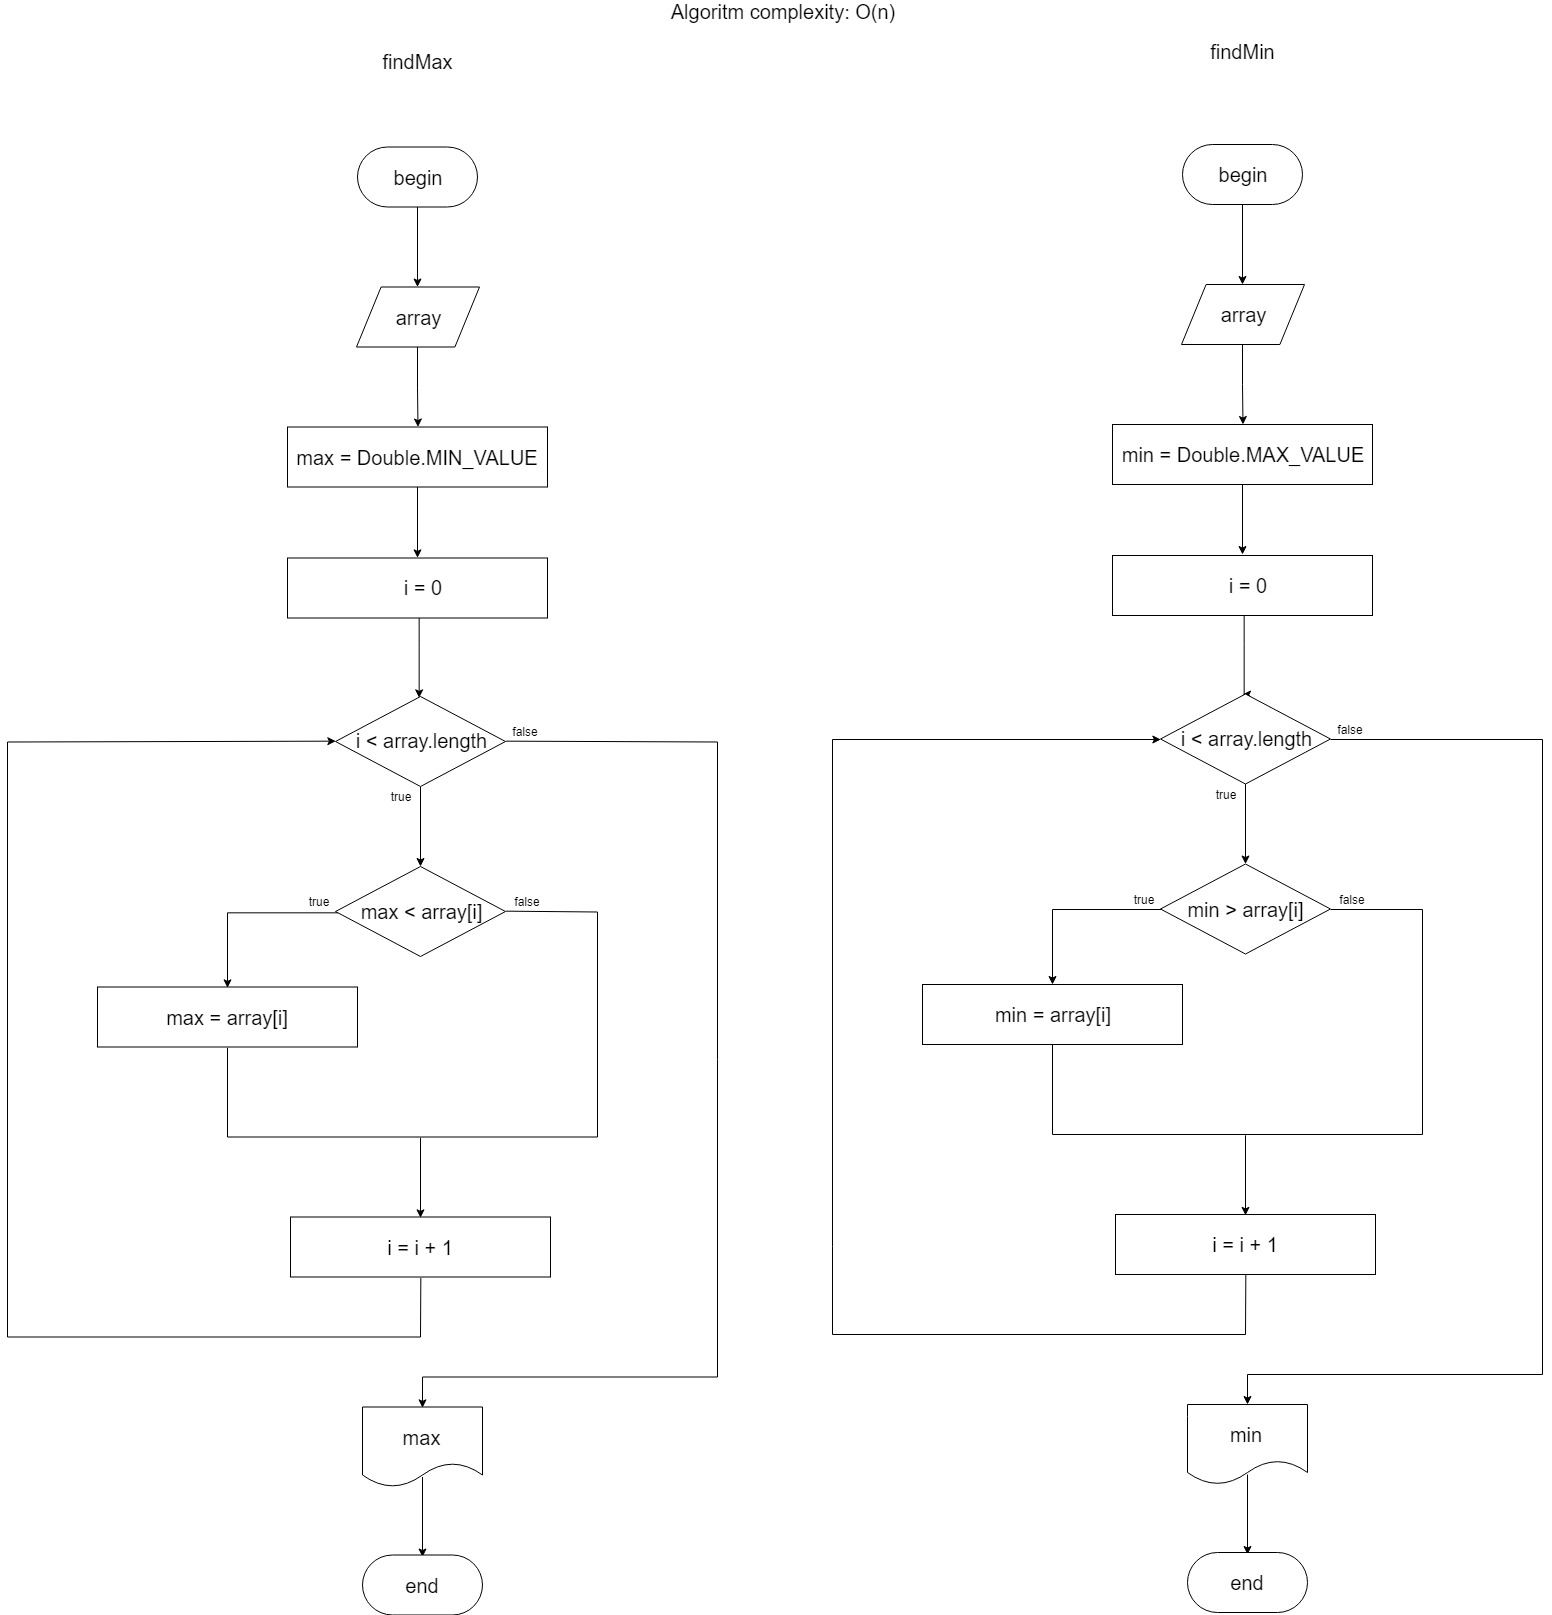 Algoritm complexity: O(n)
findMax
begin
array
max = Double.MIN_VALUE
i = 0
i < array.length
false
true
max < array[i]
true
false
max = array[i]
i = i + 1
max
end
findMin
begin
array
min = Double.MAX_VALUE
i = 0
i < array.length
false
true
min > array[i]
true
false
min = array[i]
i = i + 1
min
end